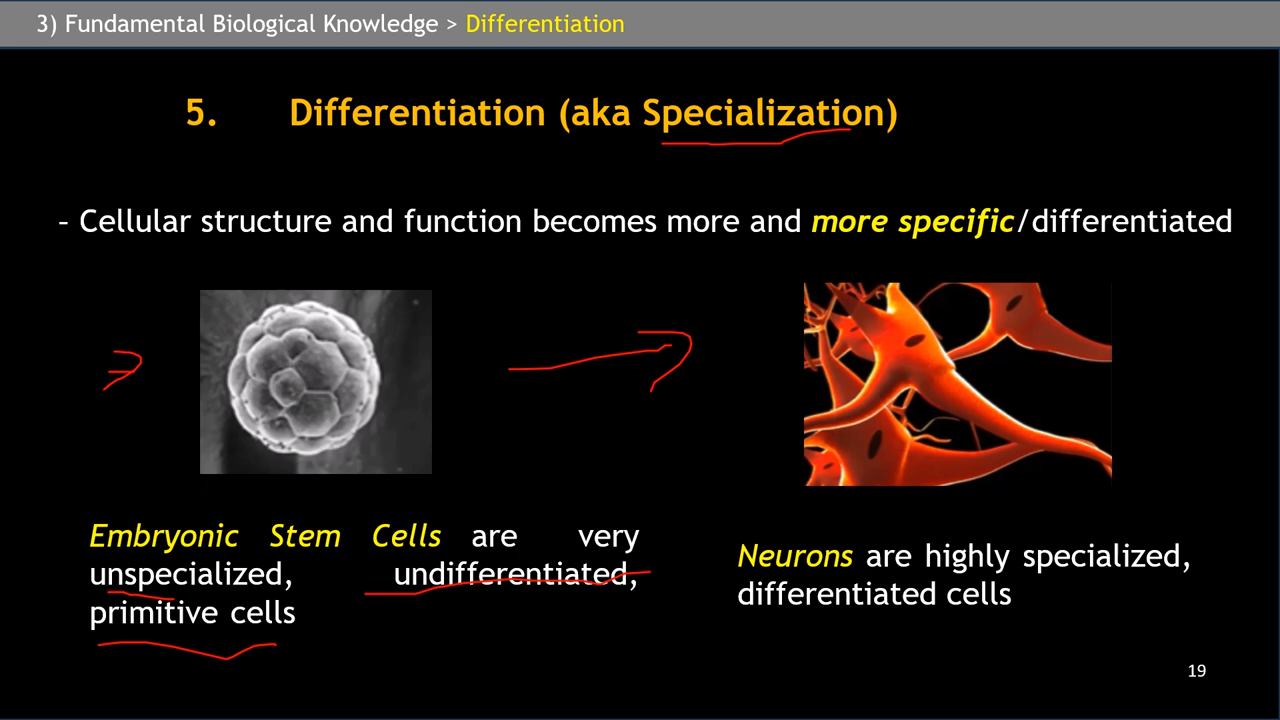 3) Fundamental Biological Knowledge > Differentiation
5. Differentiation (aka Specialization)
– Cellular structure and function becomes more and more specific/differentiated
Embryonic Stem Cells are very
unspecialized, undifferentiated,
primitive cells
Neurons are highly specialized,
differentiated cells
19